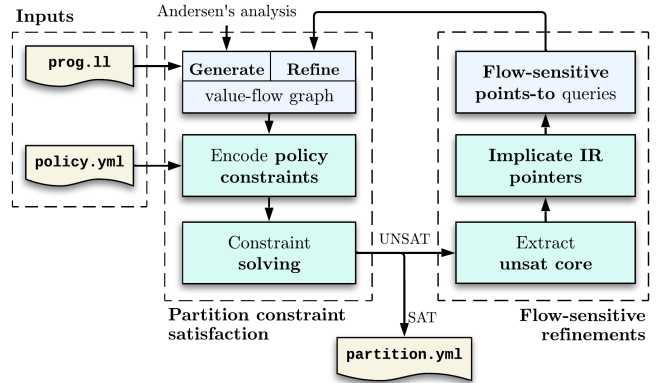 Inputs
Andersen's analysis
prog.ll
policy.yml
Generate
Refine
value-flow graph
Encode policy
constraints
Constraint
solving
Partition constraint
satisfaction
UNSAT
SAT
partition.yml
Flow-sensitive
points-to queries
Implicate IR
pointers
Extract
unsat core
Flow-sensitive
refinements